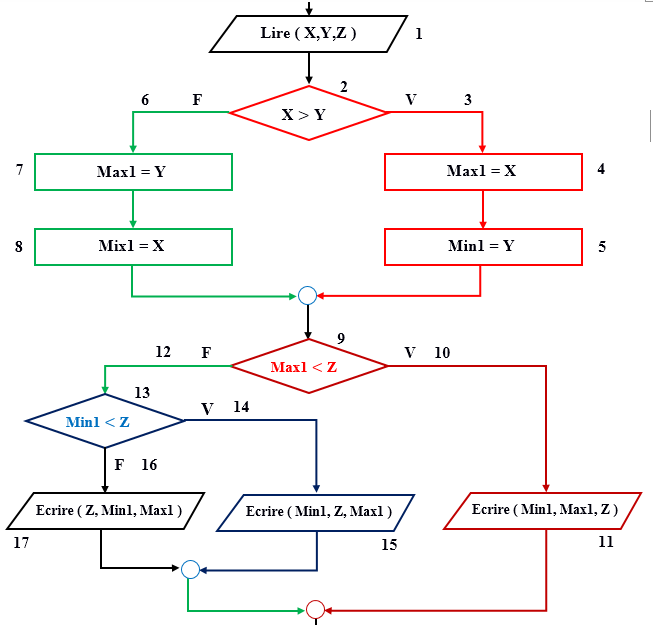 Lire ( X,Y,Z )
1
2
6
F
V
3
X > Y
7
Max1 = Y
Max1 = X
4
8
Mix1 = X
Min1 = Y
5
9
12
F
V
10
Max1 < Z
13
V
14
Min1 < Z
F
16
Ecrire ( Z, Min1, Max1 )
Ecrire ( Min1, Z, Max1 )
Ecrire ( Min1, Max1, Z )
17
15
11